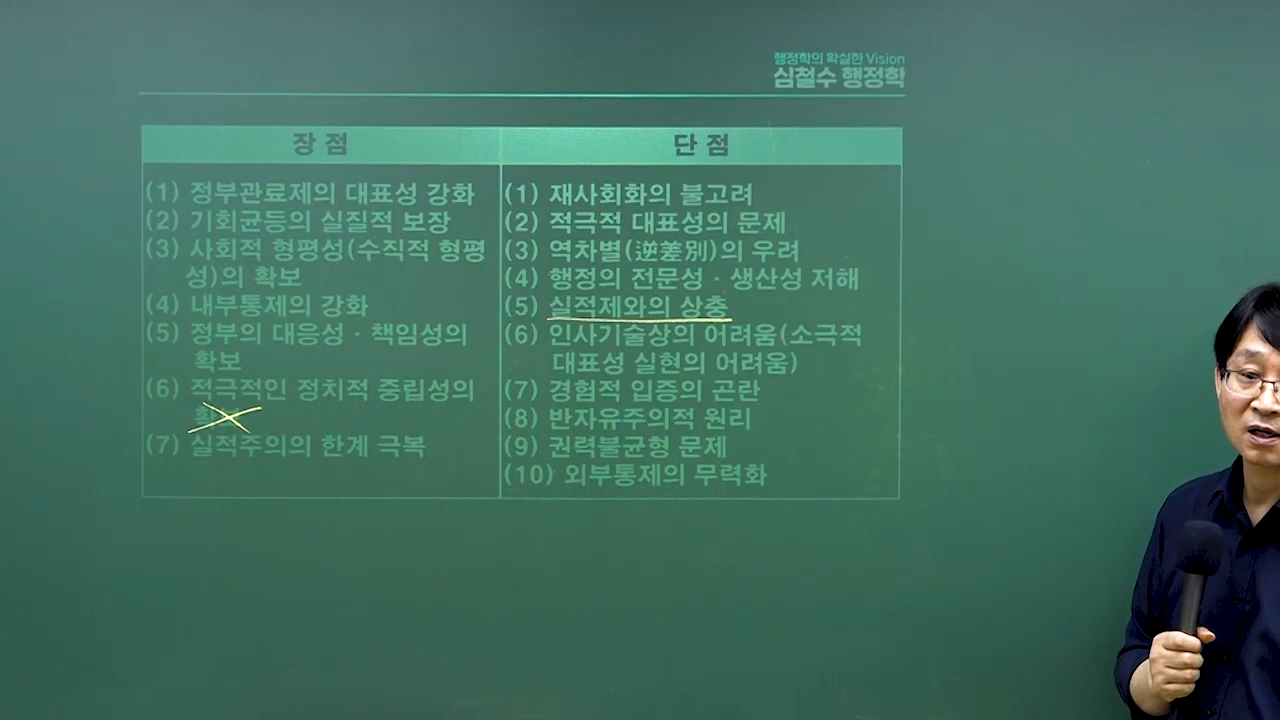 행정학의 확실한 Vision
심철수 행정학
장 점
단 점
(1) 정부관료제의 대표성 강화
(2) 기회균등의 실질적 보장
(3) 사회적 형평성(수직적 형평
성)의 확보
(4) 내부통제의 강화
(5) 정부의 대응성 · 책임성의
확보
(6) 적극적인 정치적 중립성의
(7) 실적주의의 한계 극복
(1) 재사회화의 불고려
(2) 적극적 대표성의 문제
(3) 역차별(逆差別)의 우려
(4) 행정의 전문성 · 생산성 저해
(5) 실적제와의 상충
(6) 인사기술상의 어려움(소극적
대표성 실현의 어려움)
(7) 경험적 입증의 곤란
(8) 반자유주의적 원리
(9) 권력불균형 문제
(10) 외부통제의 무력화